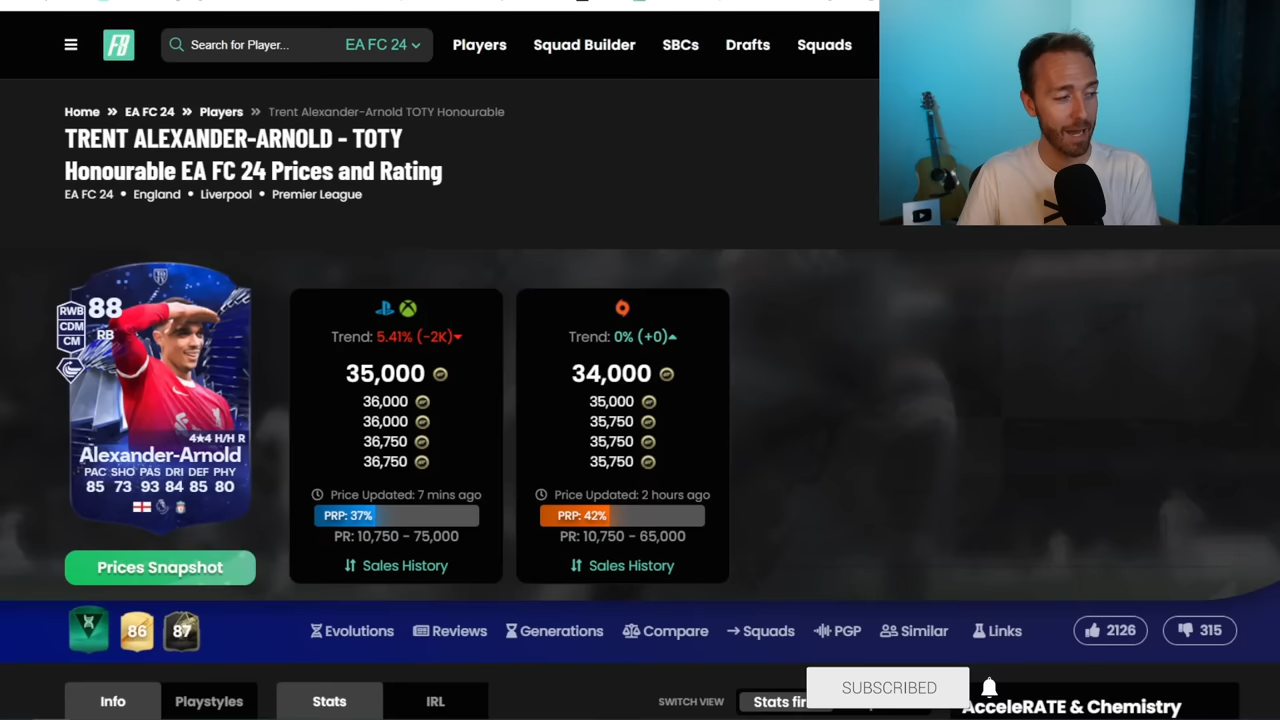 FB
Search for Player...
EA FC 24
Players
Squad Builder
SBCs
Drafts
Squads
Home » EA FC 24 » Players » Trent Alexander-Arnold TOTY Honourable
TRENT ALEXANDER-ARNOLD - TOTY
Honourable EA FC 24 Prices and Rating
EA FC 24 • England • Liverpool • Premier League
88
RB
RWB
CDM
CM
4★4 H/H R
Alexander-Arnold
PAC SHO PAS DRI DEF PHY
85 73 93 84 85 80
Prices Snapshot
Trend: 5.41% (-2K)
35,000
36,000
36,000
36,750
36,750
Price Updated: 7 mins ago
PRP: 37%
PR: 10,750 - 75,000
Sales History
Trend: 0% (+0)
34,000
35,000
35,750
35,750
35,750
Price Updated: 2 hours ago
PRP: 42%
PR: 10,750 - 65,000
Sales History
86
87
Evolutions
Reviews
Generations
Compare
Squads
PGP
Similar
Links
2126
315
Info
Playstyles
Stats
IRL
SWITCH VIEW
Stats
SUBSCRIBED
AcceleRATE & Chemistry